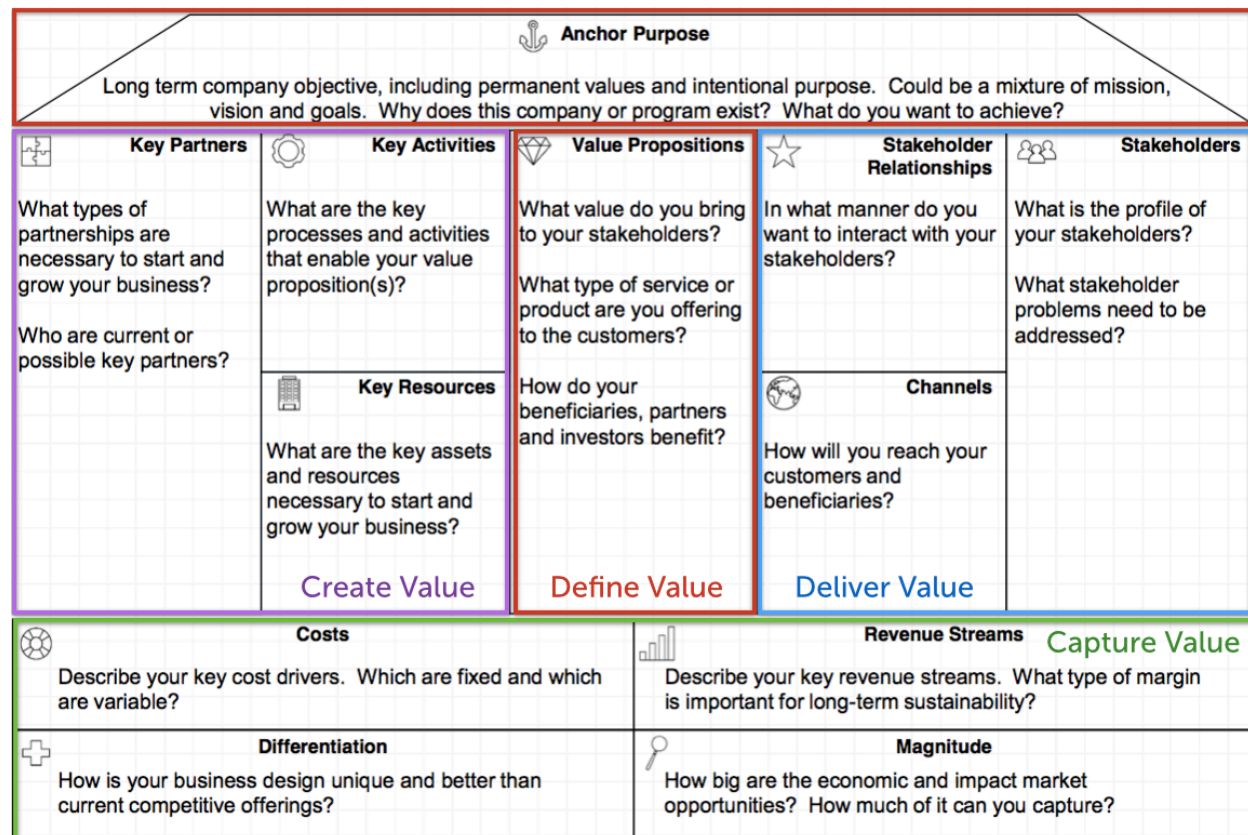 Anchor Purpose
Long term company objective, including permanent values and intentional purpose.  Could be a mixture of mission,
vision and goals.  Why does this company or program exist?  What do you want to achieve?
Key Partners
What types of
partnerships are
necessary to start and
grow your business?
Who are current or
possible key partners?
Key Activities
What are the key
processes and activities
that enable your value
proposition(s)?
Key Resources
What are the key assets
and resources
necessary to start and
grow your business?
Create Value
Value Propositions
What value do you bring
to your stakeholders?
What type of service or
product are you offering
to the customers?
How do your
beneficiaries, partners
and investors benefit?
Define Value
Stakeholder
Relationships
In what manner do you
want to interact with your
stakeholders?
Channels
How will you reach your
customers and
beneficiaries?
Deliver Value
Stakeholders
What is the profile of
your stakeholders?
What stakeholder
problems need to be
addressed?
Costs
Describe your key cost drivers.  Which are fixed and which
are variable?
Revenue Streams
Capture Value
Describe your key revenue streams.  What type of margin
is important for long-term sustainability?
Differentiation
How is your business design unique and better than
current competitive offerings?
Magnitude
How big are the economic and impact market
opportunities?  How much of it can you capture?